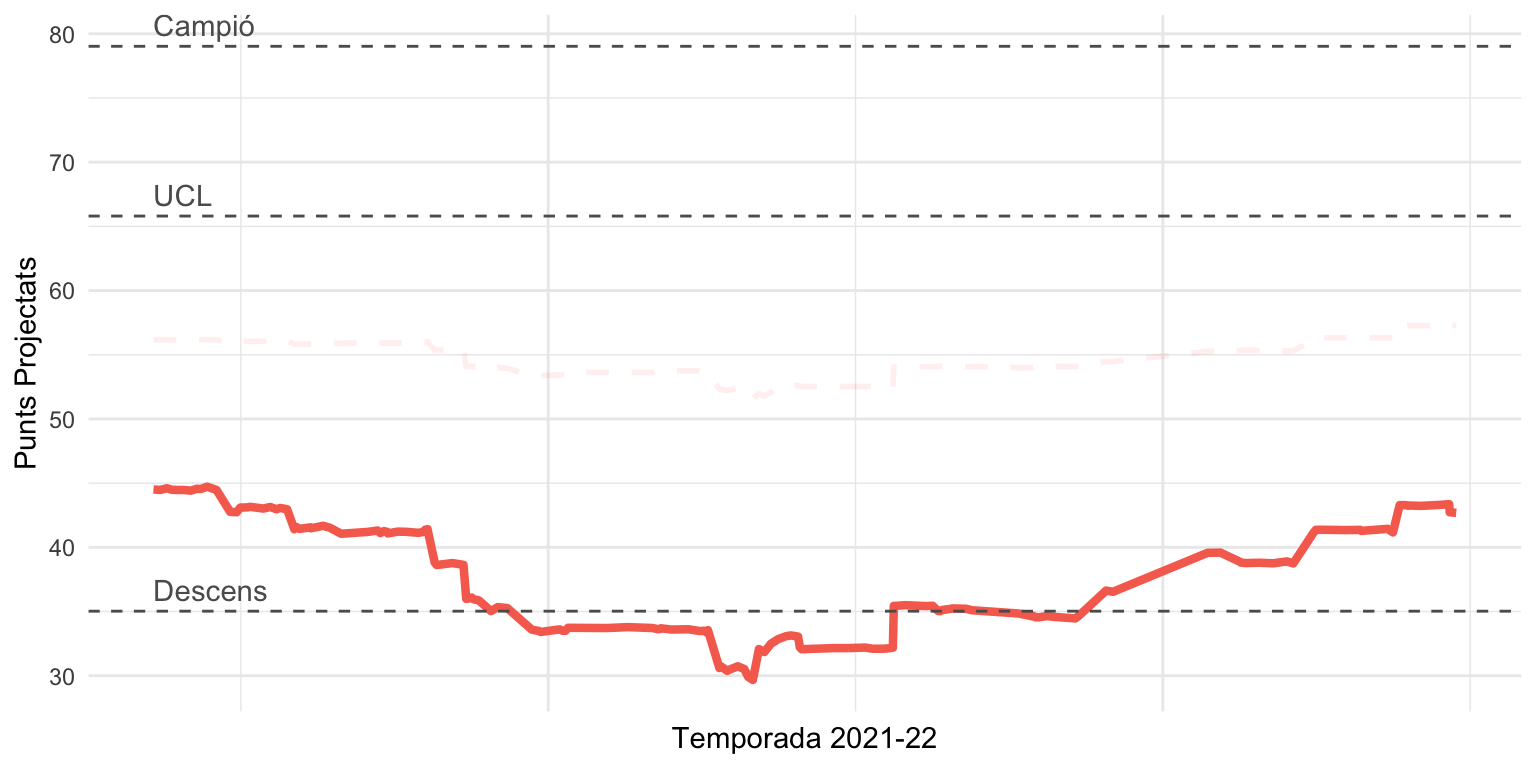 80
Campió
70
UCL
60
Punts Projectats
50
40
Descens
30
Temporada 2021-22